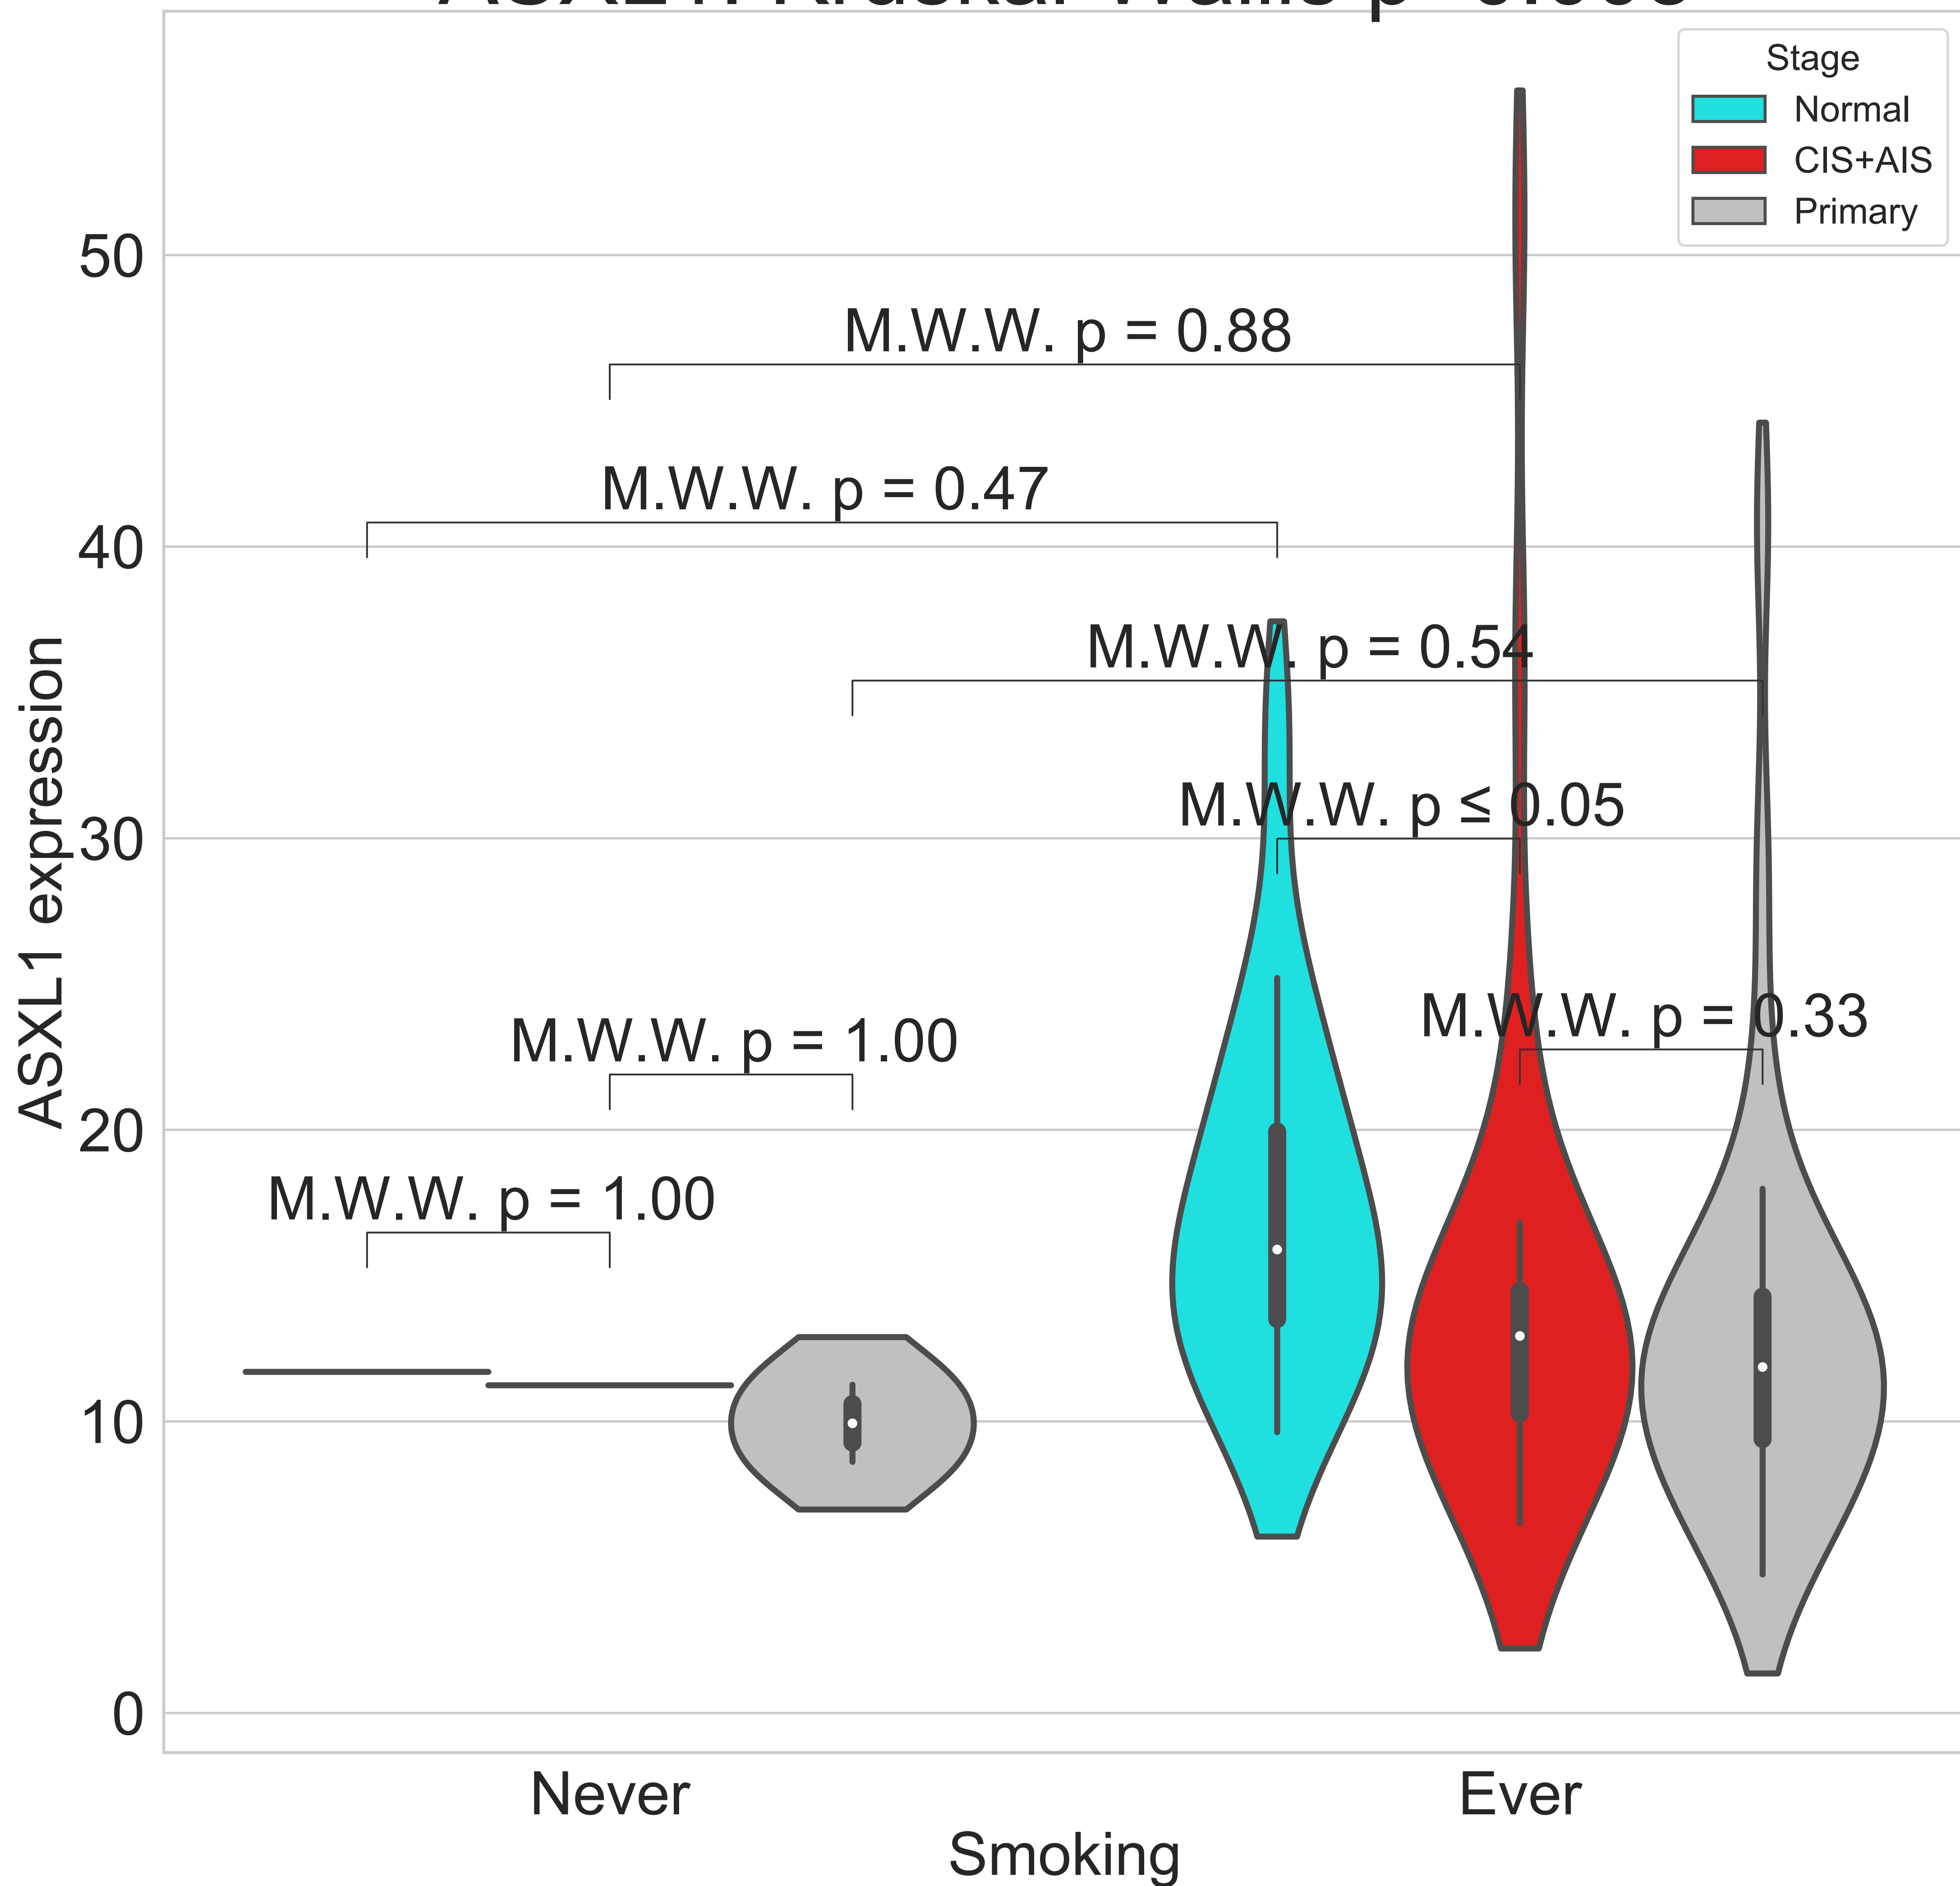 Stage
Normal
CIS+AIS
Primary
50
40
30
20
10
0
ASXL1 expression
M.W.W. p = 0.88
M.W.W. p = 0.47
M.W.W. p = 0.54
M.W.W. p ≤ 0.05
M.W.W. p = 0.33
M.W.W. p = 1.00
M.W.W. p = 1.00
Never
Ever
Smoking